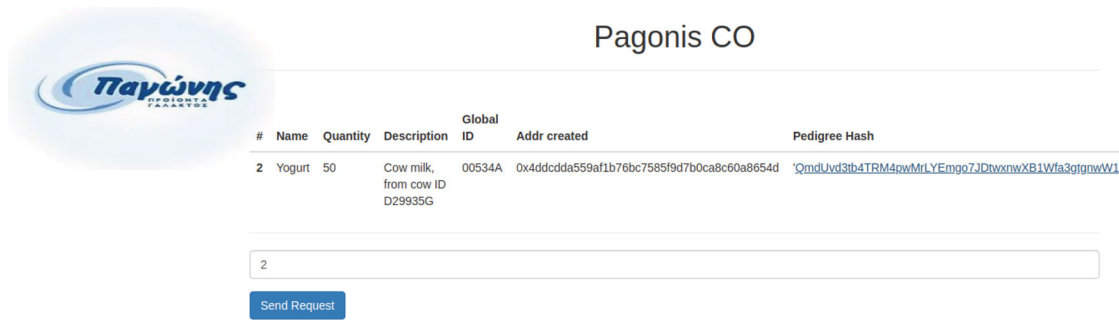 Pagonis CO
Παγώνης
ΠΡΟΪΟΝΤΑ
ΓΑΛΑΚΤΟΣ
Global
# Name Quantity Description ID Addr created Pedigree Hash
2 Yogurt 50 Cow milk, 00534A 0x4ddcdda559af1b76bc7585f9d7b0ca8c60a8654d 'QmdUvd3tb4TRM4pwMrLYEmgo7JDtwxnwXB1Wfa3gtgnwW1
from cow ID
D29935G
2
Send Request